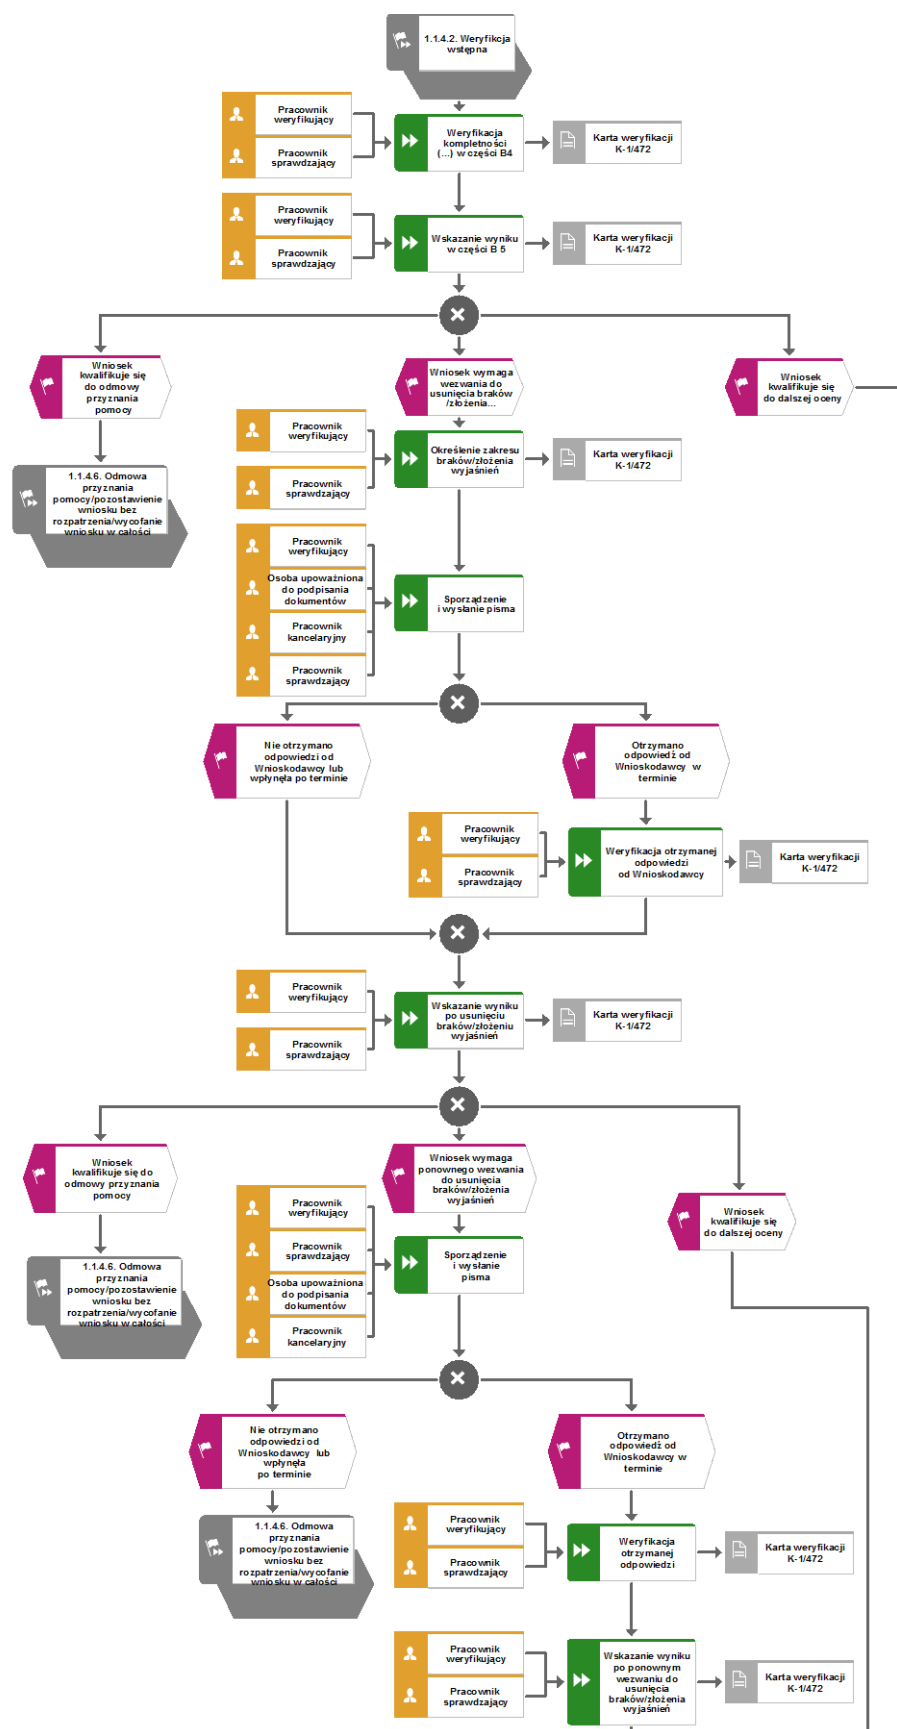 1.1.4.2. Weryfikcja
wstępna
Pracownik
weryfikujący
Pracownik
sprawdzający
Weryfikacja
kompletności
(...) w części B4
Karta weryfikacji
K-1/472
Pracownik
weryfikujący
Pracownik
sprawdzający
Wskazanie wyniku
w części B 5
Karta weryfikacji
K-1/472
Wniosek
kwalifikuje się
do odmowy
przyznania
pomocy
Wniosek wymaga
wezwania do
usunięcia braków
/złożenia...
Wniosek
kwalifikuje się
do dalszej oceny
1.1.4.6. Odmowa
przyznania
pomocy/pozostawienie
wniosku bez
rozpatrzenia/wycofanie
wniosku w całości
Pracownik
weryfikujący
Pracownik
sprawdzający
Określenie zakresu
braków/złożenia
wyjaśnień
Karta weryfikacji
K-1/472
Pracownik
weryfikujący
Osoba upoważniona
do podpisania
dokumentów
Pracownik
kancelaryjny
Pracownik
sprawdzający
Sporządzenie
i wysłanie pisma
Nie otrzymano
odpowiedzi od
Wnioskodawcy lub
wpłynęła po terminie
Otrzymano
odpowiedź od
Wnioskodawcy w
terminie
Pracownik
weryfikujący
Pracownik
sprawdzający
Weryfikacja otrzymanej
odpowiedzi
od Wnioskodawcy
Karta weryfikacji
K-1/472
Pracownik
weryfikujący
Pracownik
sprawdzający
Wskazanie wyniku
po usunięciu
braków/złożeniu
wyjaśnień
Karta weryfikacji
K-1/472
Wniosek
kwalifikuje się do
odmowy przyznania
pomocy
Wniosek wymaga
ponownego wezwania
do usunięcia
braków/złożenia
wyjaśnień
Wniosek
kwalifikuje się
do dalszej oceny
1.1.4.6. Odmowa
przyznania
pomocy/pozostawienie
wniosku bez
rozpatrzenia/wycofanie
wniosku w całości
Pracownik
weryfikujący
Pracownik
sprawdzający
Osoba upoważniona
do podpisania
dokumentów
Pracownik
kancelaryjny
Sporządzenie
i wysłanie
pisma
Nie otrzymano
odpowiedzi od
Wnioskodawcy lub
wpłynęła
po terminie
Otrzymano
odpowiedź od
Wnioskodawcy w
terminie
1.1.4.6. Odmowa
przyznania
pomocy/pozostawienie
wniosku bez
rozpatrzenia/wycofanie
wniosku w całości
Pracownik
weryfikujący
Pracownik
sprawdzający
Weryfikacja
otrzymanej
odpowiedzi
Karta weryfikacji
K-1/472
Pracownik
weryfikujący
Pracownik
sprawdzający
Wskazanie wyniku
po ponownym
wezwaniu do
usunięcia
braków/złożenia
wyjaśnień
Karta weryfikacji
K-1/472